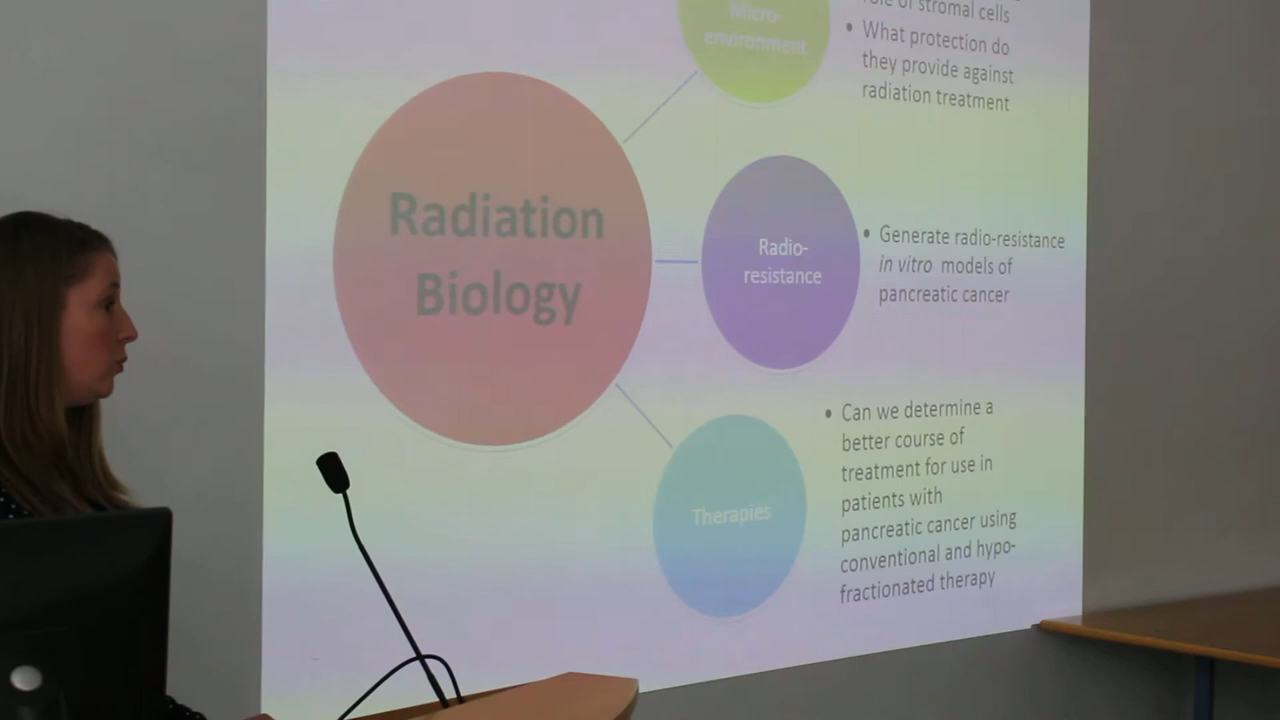 Micro-
environment
role of stromal cells
• What protection do
they provide against
radiation treatment
Radiation
Biology
Radio-
resistance
• Generate radio-resistance
in vitro models of
pancreatic cancer
Therapies
• Can we determine a
better course of
treatment for use in
patients with
pancreatic cancer using
conventional and hypo-
fractionated therapy